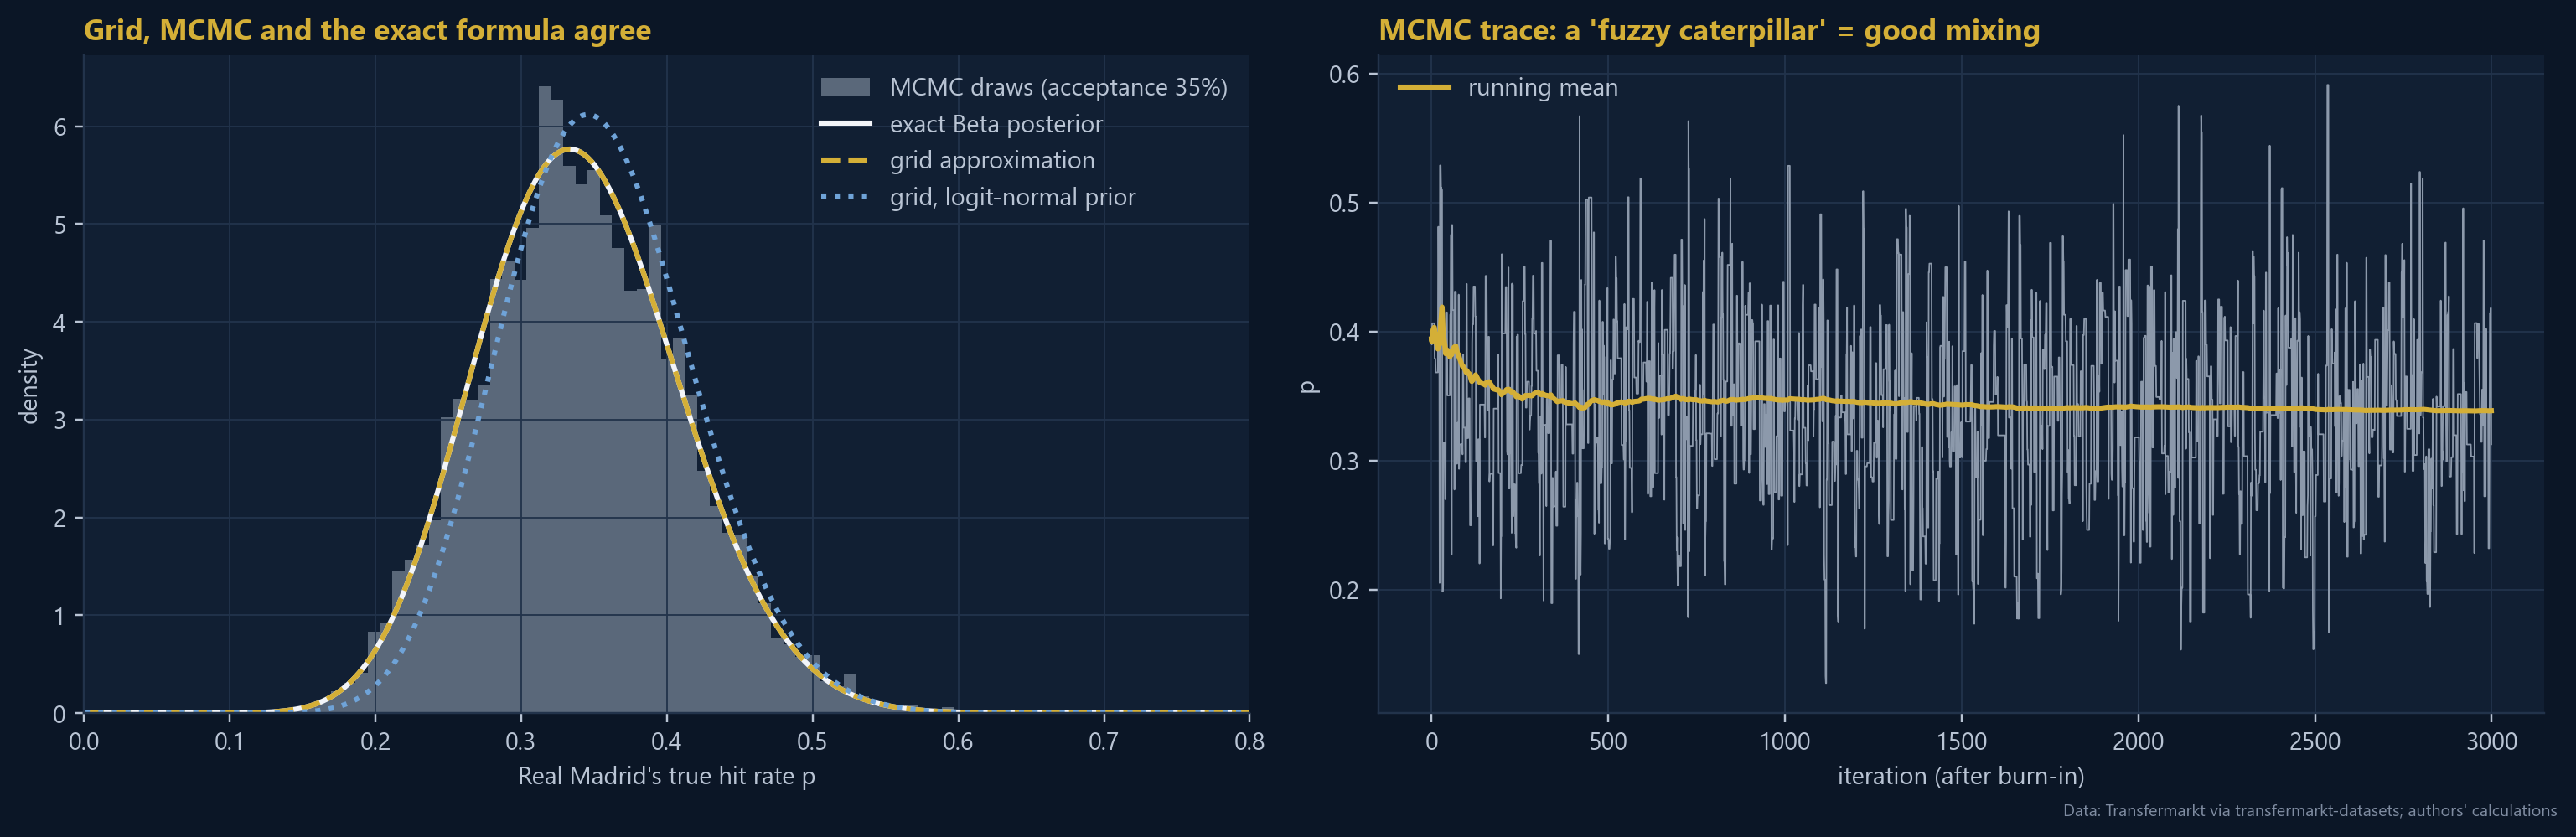 Grid, MCMC and the exact formula agree
MCMC draws (acceptance 35%)
exact Beta posterior
grid approximation
grid, logit-normal prior
density
6
5
4
3
2
1
0
0.0 0.1 0.2 0.3 0.4 0.5 0.6 0.7 0.8
Real Madrid's true hit rate p
MCMC trace: a 'fuzzy caterpillar' = good mixing
running mean
p
0.6
0.5
0.4
0.3
0.2
0 500 1000 1500 2000 2500 3000
iteration (after burn-in)
Data: Transfermarkt via transfermarkt-datasets; authors' calculations